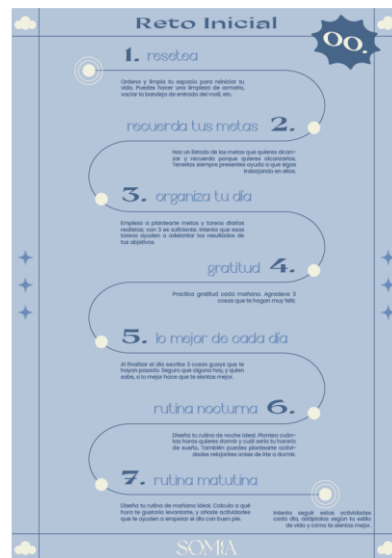 Reto Inicial
00.
1. resetea
Ordena y limpia tu espacio para reiniciar tu
vida. Puedes hacer una limpieza de armario,
vaciar la bandeja de entrada del mail, etc.
recuerda tus metas 2.
Haz un listado de las metas que quieres alcan-
zar y recuerda porque quieres alcanzarlas.
Tenerlas siempre presentes ayuda a que sigas
trabajando en ellas.
3. organiza tu día
Empieza a plantearte metas y tareas diarias
realistas, con 3 es suficiente. Intenta que esas
tareas ayuden a adelantar los resultados de
tus objetivos.
gratitud 4.
Practica gratitud cada mañana. Agradece 3
cosas que te hagan muy feliz.
5. lo mejor de cada día
Al finalizar el día escribe 3 cosas guays que te
hayan pasado. Seguro que alguna hay, y quien
sabe, a lo mejor hace que te sientas mejor.
rutina nocturna 6.
Diseña tu rutina de noche ideal. Plantea cuán-
tas horas quieres dormir y cuál sería tu horario
de sueño. También puedes plantearte activi-
dades relajantes antes de irte a dormir.
7. rutina matutina
Diseña tu rutina de mañana ideal. Calcula a qué
hora te gustaría levantarte, y añade actividades
que te ayuden a empezar el día con buen pie.
Intenta seguir estas actividades
cada día, adáptalas según tu estilo
de vida y cómo te sientas mejor.
SOMIA